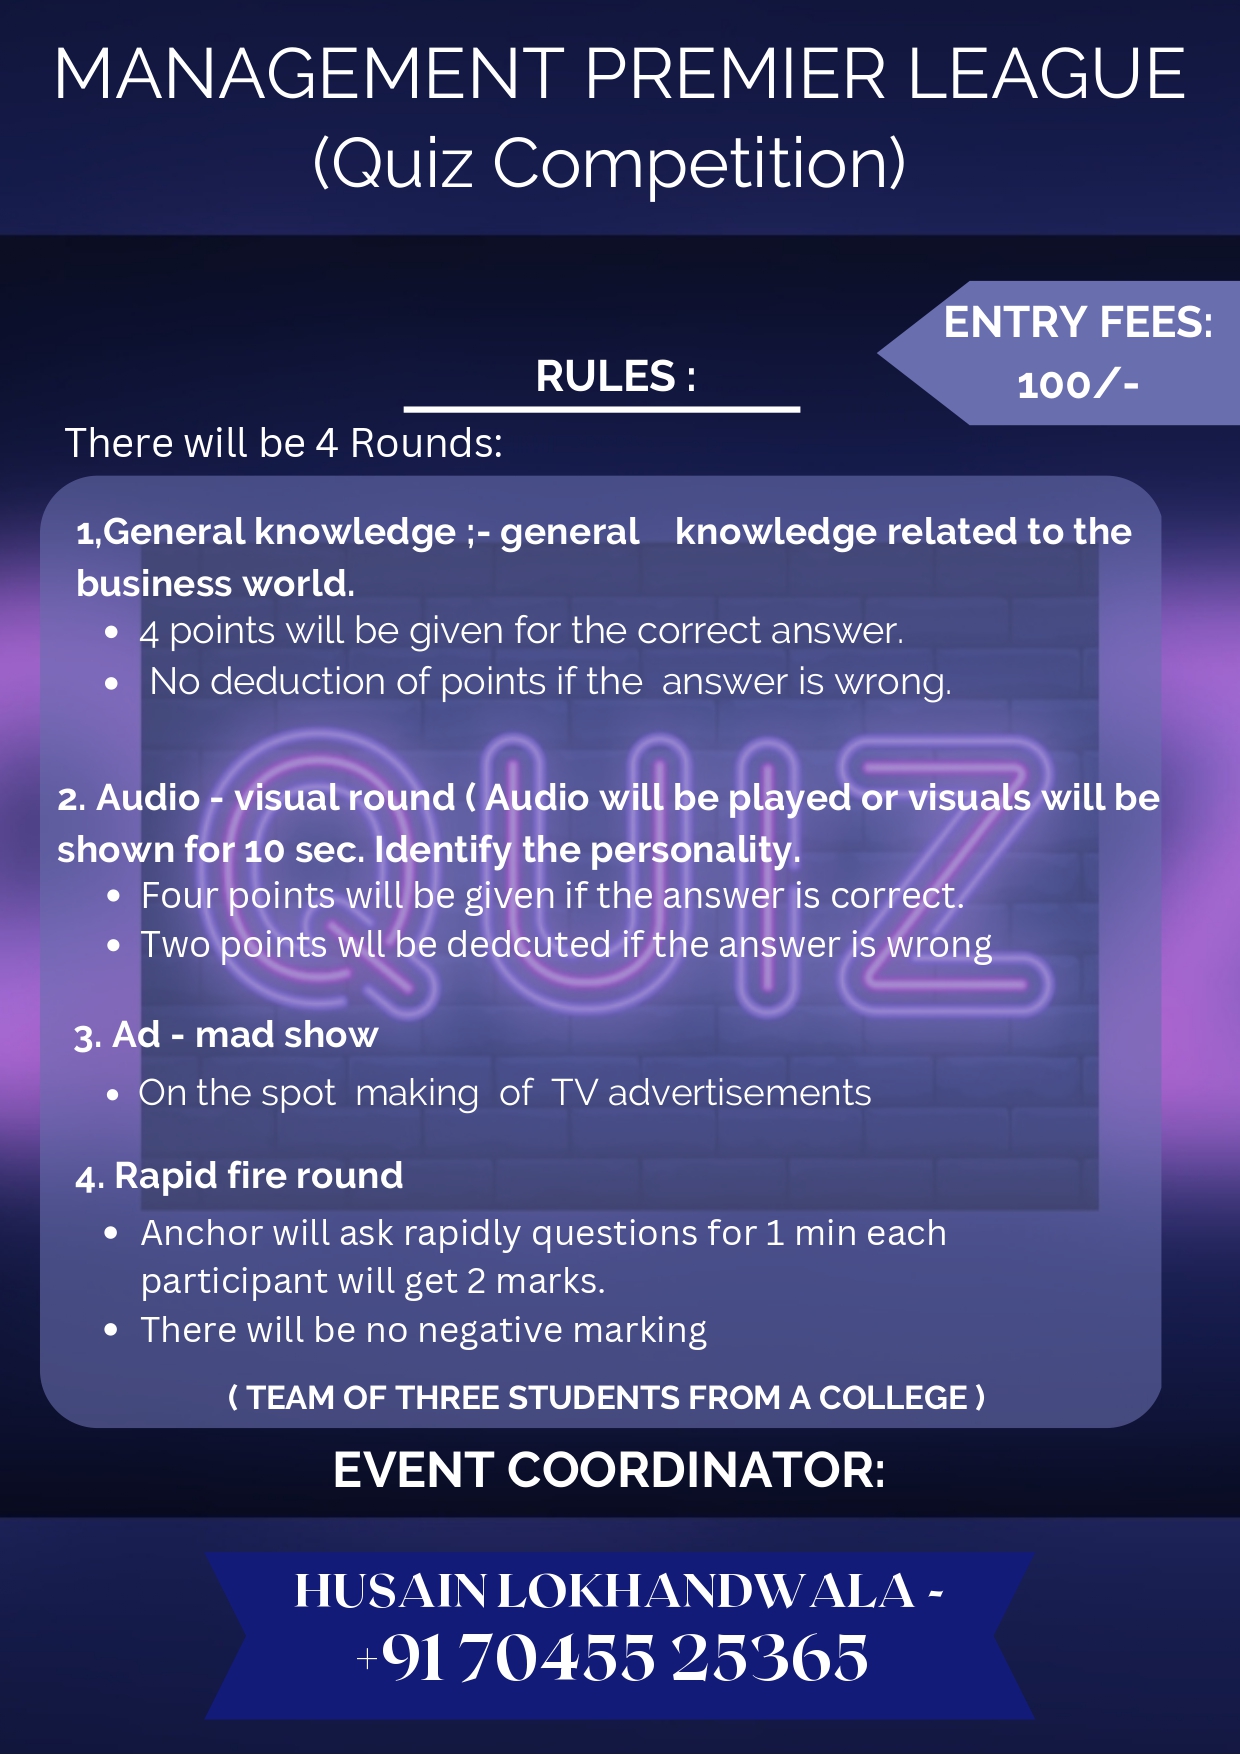 MANAGEMENT PREMIER LEAGUE
(Quiz Competition)
ENTRY FEES:
100/-
RULES :
There will be 4 Rounds:
1,General knowledge ;- general knowledge related to the
business world.
• 4 points will be given for the correct answer.
• No deduction of points if the answer is wrong.
QUIZ
2. Audio - visual round ( Audio will be played or visuals will be
shown for 10 sec. Identify the personality.
• Four points will be given if the answer is correct.
• Two points wll be dedcuted if the answer is wrong
3. Ad - mad show
• On the spot making of TV advertisements
4. Rapid fire round
• Anchor will ask rapidly questions for 1 min each
participant will get 2 marks.
• There will be no negative marking
( TEAM OF THREE STUDENTS FROM A COLLEGE )
EVENT COORDINATOR:
HUSAIN LOKHANDWALA -
+91 70455 25365